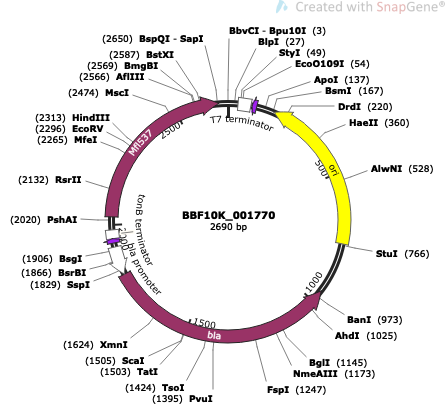 Created with SnapGene®
(2650) BspQI - SapI
(2587) BstXI
(2569) BmgBI
(2566) AflIII
(2474) MscI
(2313) HindIII
(2296) EcoRV
(2265) MfeI
(2132) RsrII
(2020) PshAI
(1906) BsgI
(1866) BsrBI
(1829) SspI
(1624) XmnI
(1505) ScaI
(1503) TatI
(1424) TsoI
(1395) PvuI
BbvCI - Bpu10I (3)
BlpI (27)
StyI (49)
EcoO109I (54)
ApoI (137)
BsmI (167)
DrdI (220)
HaeII (360)
AlwNI (528)
StuI (766)
BanI (973)
AhdI (1025)
BglI (1145)
NmeAIII (1173)
FspI (1247)
T7 terminator
ori
500
1000
1500
bla
bla promoter
tonB terminator
Mfl537
2500
BBF10K_001770
2690 bp